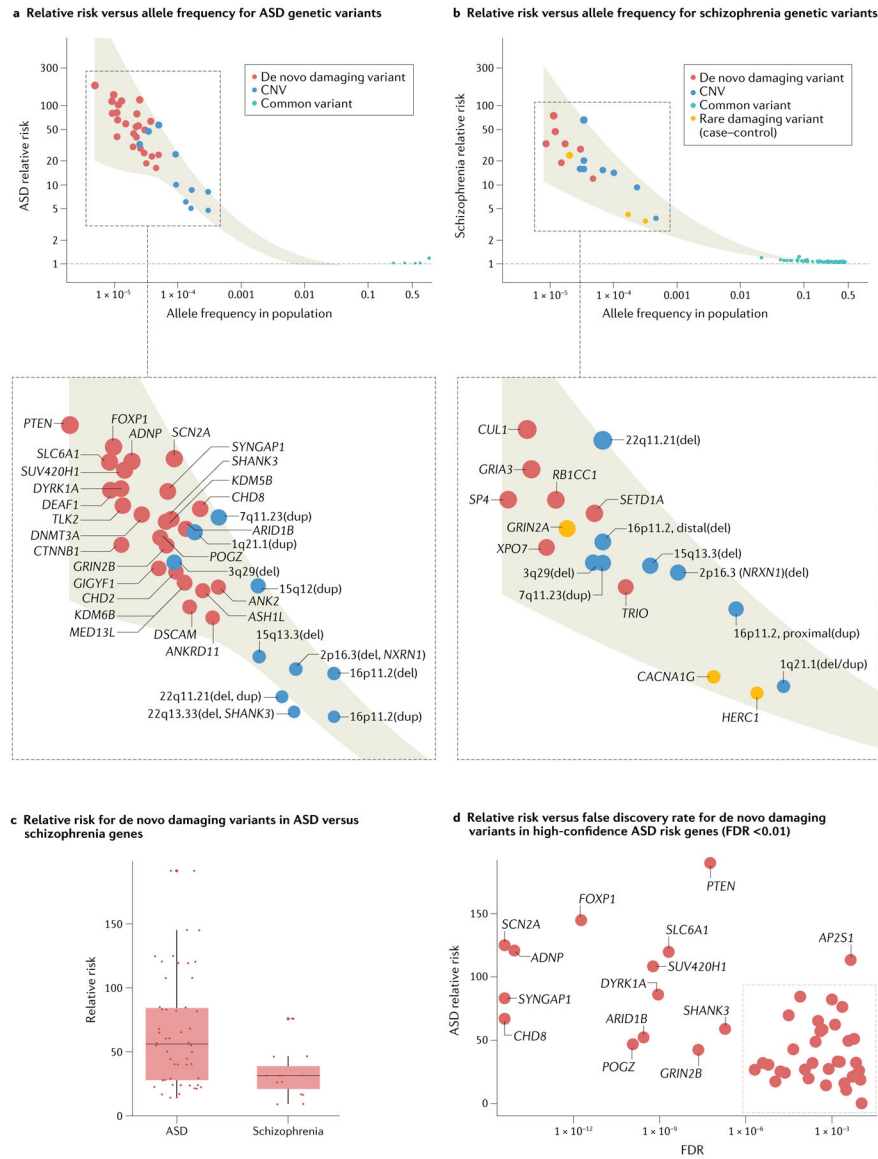 a Relative risk versus allele frequency for ASD genetic variants
300
100
50
20
10
5
2
1
ASD relative risk
De novo damaging variant
CNV
Common variant
1 × 10⁻⁵
1 × 10⁻⁴
0.001
0.01
0.1
0.5
Allele frequency in population
PTEN
FOXP1
ADNP
SCN2A
SLC6A1
SYNGAP1
SUV420H1
SHANK3
DYRK1A
KDM5B
DEAF1
CHD8
TLK2
7q11.23(dup)
DNMT3A
ARID1B
CTNNB1
1q21.1(dup)
GRIN2B
POGZ
GIGYF1
3q29(del)
CHD2
15q12(dup)
KDM6B
ANK2
MED13L
ASH1L
DSCAM
15q13.3(del)
ANKRD11
2p16.3(del, NXRN1)
16p11.2(del)
22q11.21(del, dup)
22q13.33(del, SHANK3)
16p11.2(dup)
b Relative risk versus allele frequency for schizophrenia genetic variants
300
100
50
20
10
5
2
1
Schizophrenia relative risk
De novo damaging variant
CNV
Common variant
Rare damaging variant
(case–control)
1 × 10⁻⁵
1 × 10⁻⁴
0.001
0.01
0.1
0.5
Allele frequency in population
CUL1
22q11.21(del)
GRIA3
RB1CC1
SP4
SETD1A
GRIN2A
16p11.2, distal(del)
XPO7
15q13.3(del)
3q29(del)
2p16.3 (NRXN1)(del)
7q11.23(dup)
TRIO
16p11.2, proximal(dup)
1q21.1(del/dup)
CACNA1G
HERC1
c Relative risk for de novo damaging variants in ASD versus
schizophrenia genes
150
100
50
0
Relative risk
ASD
Schizophrenia
d Relative risk versus false discovery rate for de novo damaging
variants in high-confidence ASD risk genes (FDR <0.01)
150
100
50
0
ASD relative risk
PTEN
FOXP1
SCN2A
SLC6A1
AP2S1
ADNP
SUV420H1
DYRK1A
SYNGAP1
SHANK3
ARID1B
CHD8
POGZ
GRIN2B
1 × 10⁻¹²
1 × 10⁻⁹
1 × 10⁻⁶
1 × 10⁻³
FDR